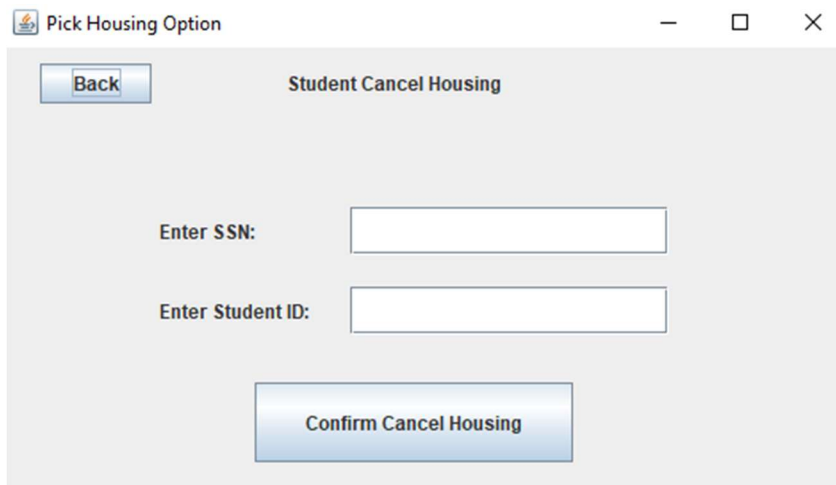 Pick Housing Option
Back
Student Cancel Housing
Enter SSN:
Enter Student ID:
Confirm Cancel Housing